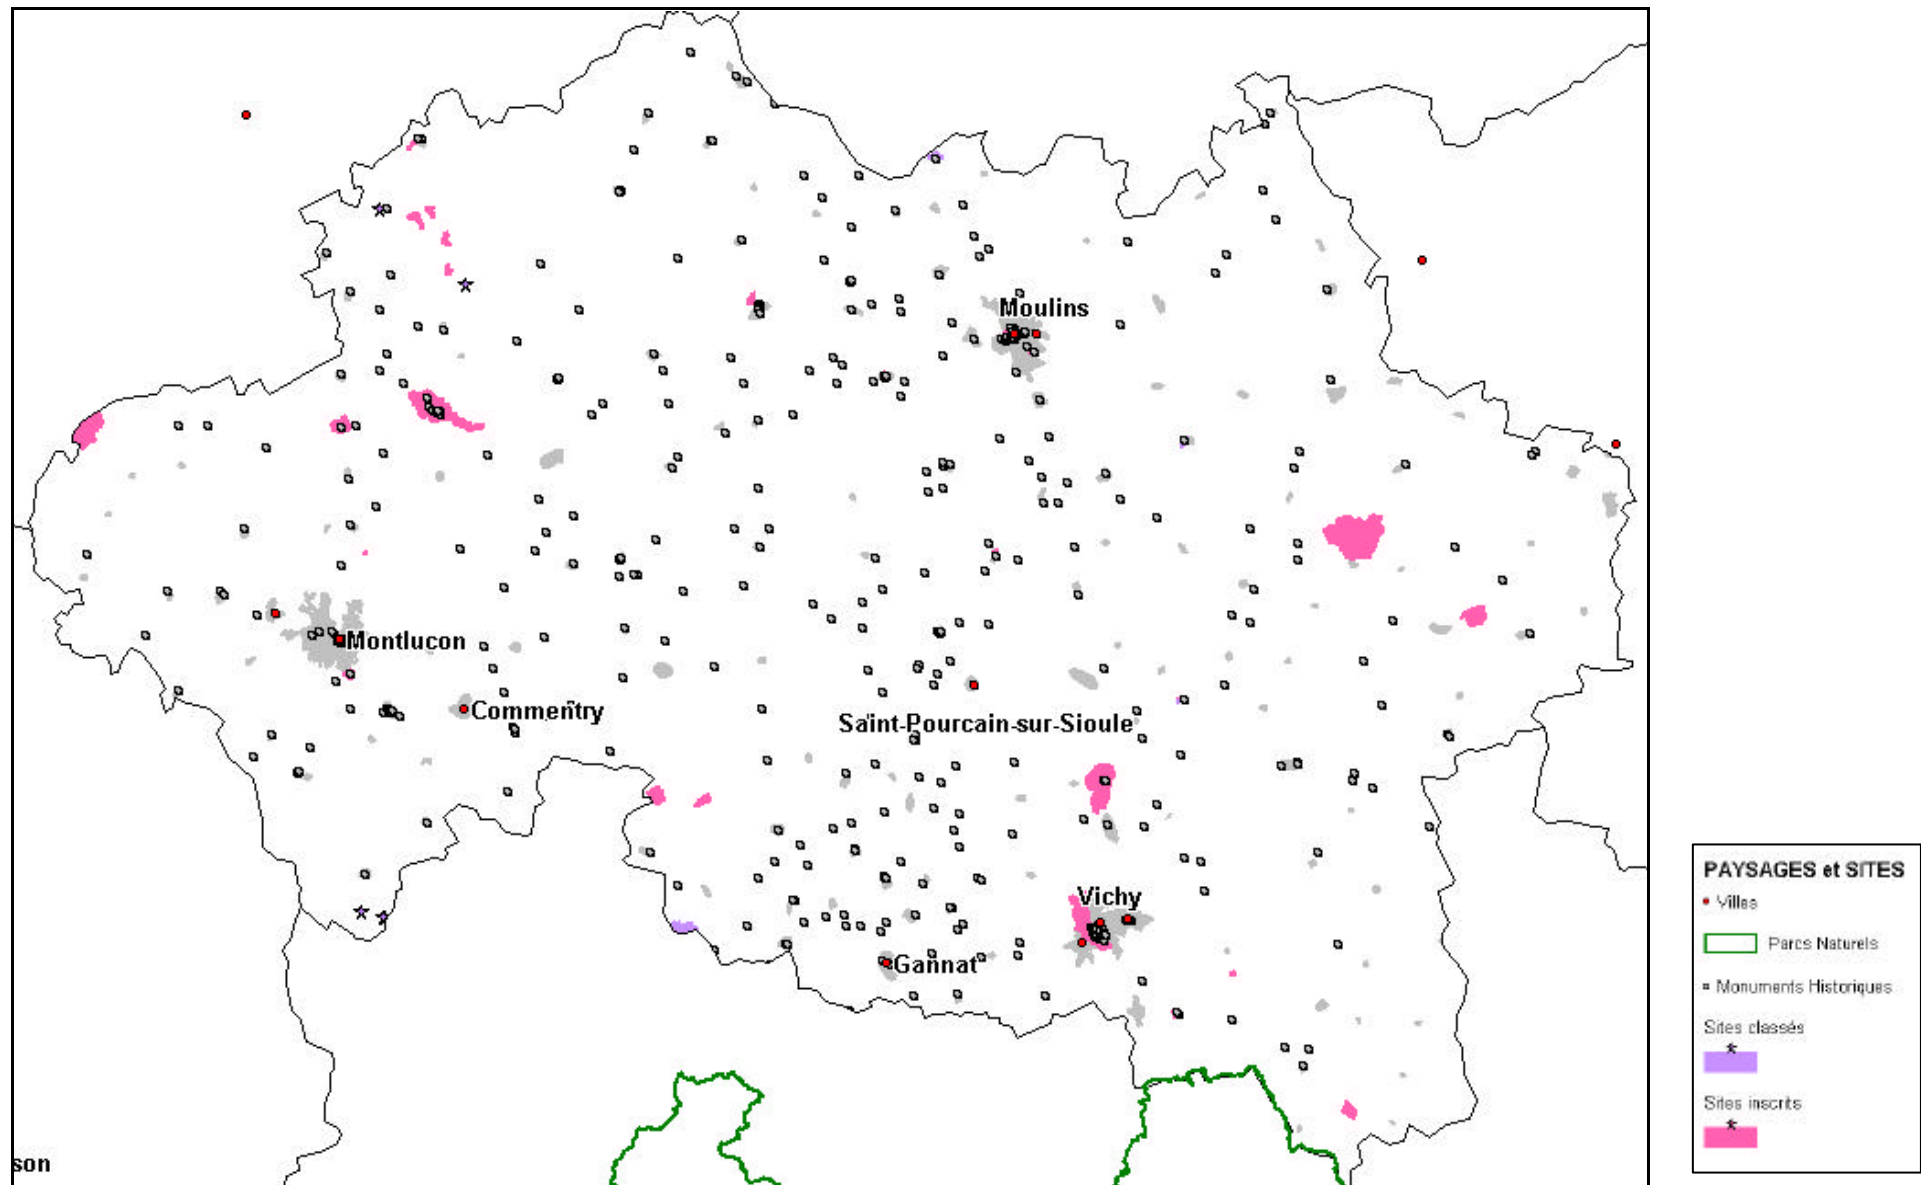 Moulins
Montlucon
Commentry
Saint-Pourcain-sur-Sioule
Vichy
Gannat
son
PAYSAGES et SITES
Villes
Parcs Naturels
Monuments Historiques
Sites classés
Sites inscrits